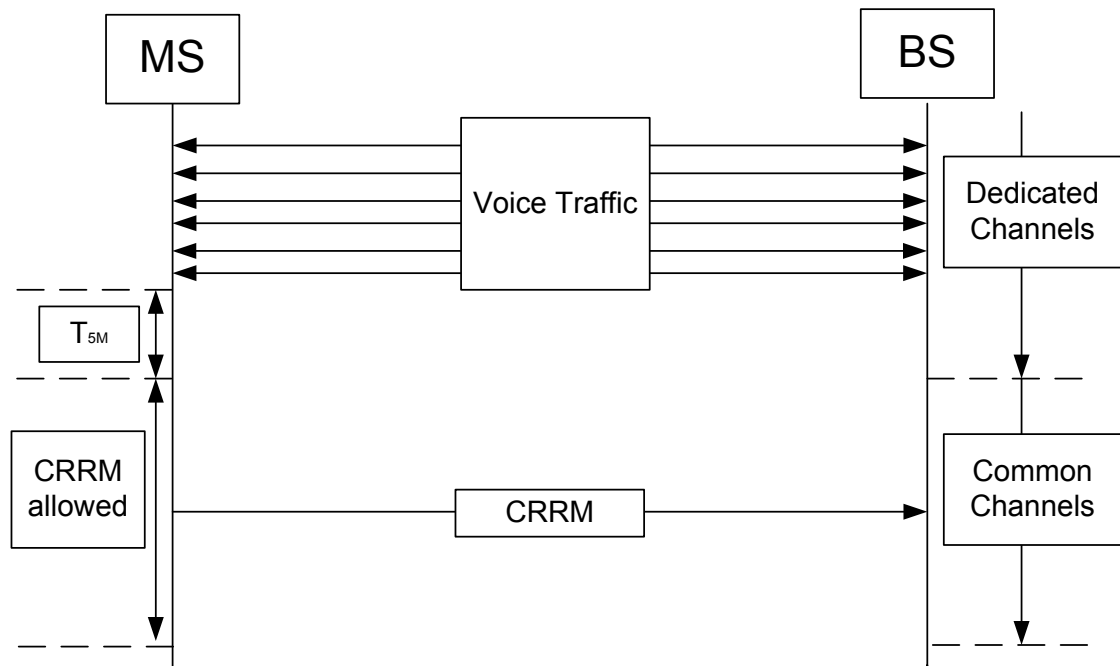 MS
BS
Voice Traffic
Dedicated
Channels
T5M
CRRM
allowed
CRRM
Common
Channels